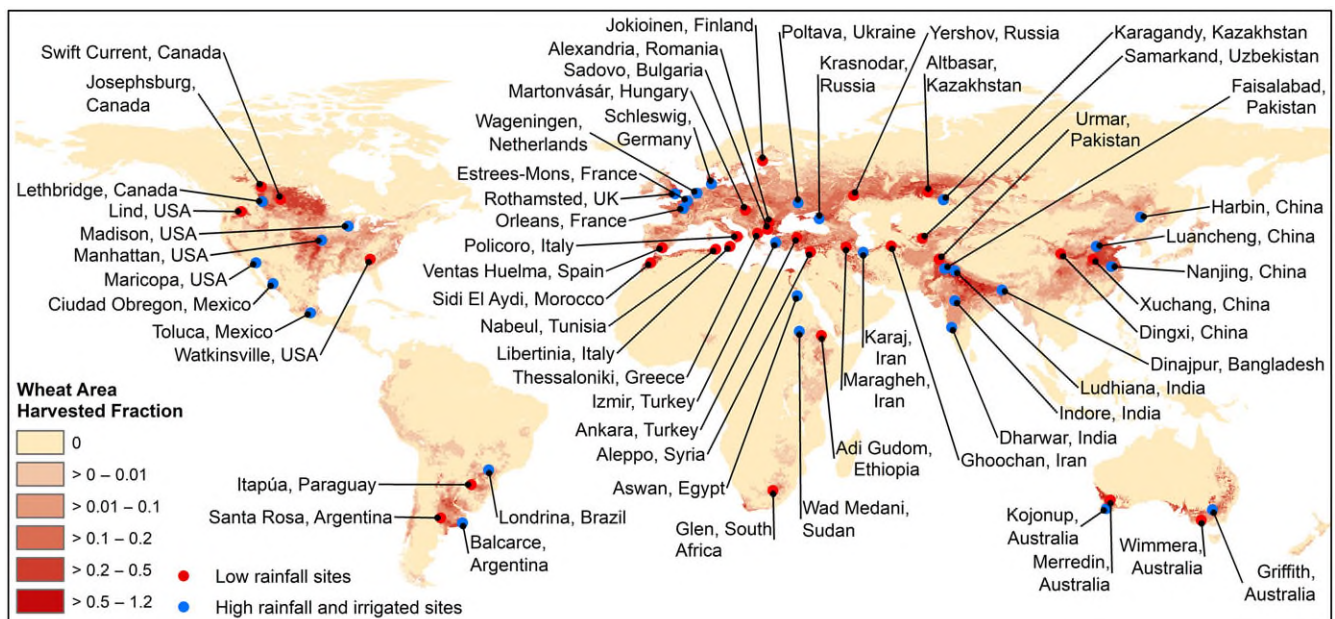 Jokioinen, Finland
Alexandria, Romania
Sadovo, Bulgaria
Martonvásár, Hungary
Schleswig,
Germany
Wageningen,
Netherlands
Estrees-Mons, France
Rothamsted, UK
Orleans, France
Policoro, Italy
Ventas Huelma, Spain
Sidi El Aydi, Morocco
Nabeul, Tunisia
Libertinia, Italy
Thessaloniki, Greece
Izmir, Turkey
Ankara, Turkey
Aleppo, Syria
Aswan, Egypt
Swift Current, Canada
Josephsburg,
Canada
Lethbridge, Canada
Lind, USA
Madison, USA
Manhattan, USA
Maricopa, USA
Ciudad Obregon, Mexico
Toluca, Mexico
Watkinsville, USA
Poltava, Ukraine
Krasnodar,
Russia
Yershov, Russia
Altbasar,
Kazakhstan
Karagandy, Kazakhstan
Samarkand, Uzbekistan
Faisalabad,
Pakistan
Urmar,
Pakistan
Harbin, China
Luancheng, China
Nanjing, China
Xuchang, China
Dingxi, China
Dinajpur, Bangladesh
Ludhiana, India
Indore, India
Dharwar, India
Ghoochan, Iran
Karaj,
Iran
Maragheh,
Iran
Adi Gudom,
Ethiopia
Wad Medani,
Sudan
Glen, South
Africa
Itapúa, Paraguay
Santa Rosa, Argentina
Londrina, Brazil
Balcarce,
Argentina
Kojonup,
Australia
Merredin,
Australia
Wimmera,
Australia
Griffith,
Australia
Wheat Area
Harvested Fraction
0
> 0 – 0.01
> 0.01 – 0.1
> 0.1 – 0.2
> 0.2 – 0.5
> 0.5 – 1.2
Low rainfall sites
High rainfall and irrigated sites